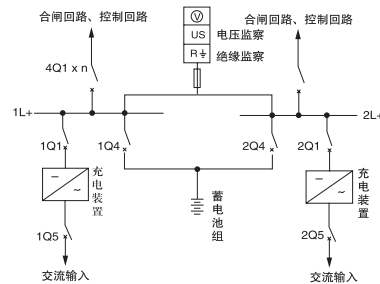 合闸回路、控制回路
V
US
R
电压监察
绝缘监察
合闸回路、控制回路
4Q1 x n
1L+
2L+
1Q1
1Q4
2Q4
2Q1
充电装置
蓄电池组
充电装置
1Q5
2Q5
交流输入
交流输入